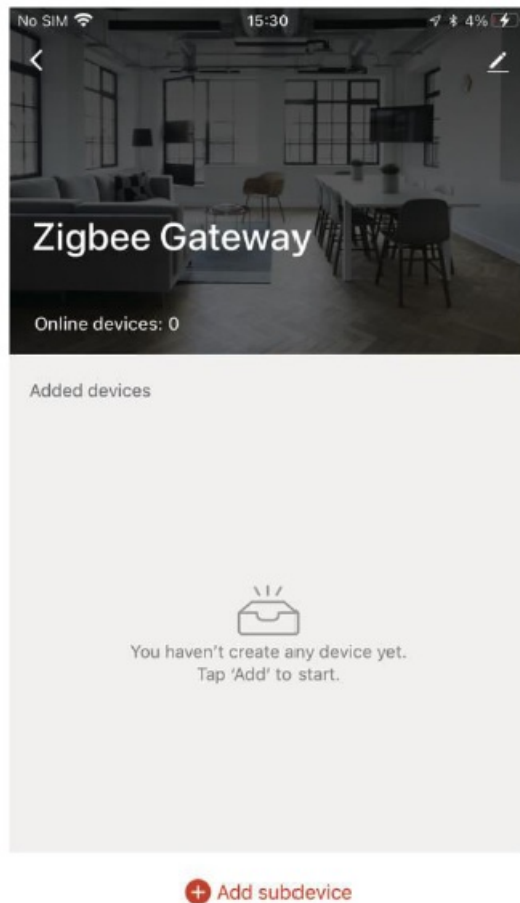 No SIM 15:30 4%
Zigbee Gateway
Online devices: 0
Added devices
You haven't create any device yet.
Tap 'Add' to start.
Add subdevice